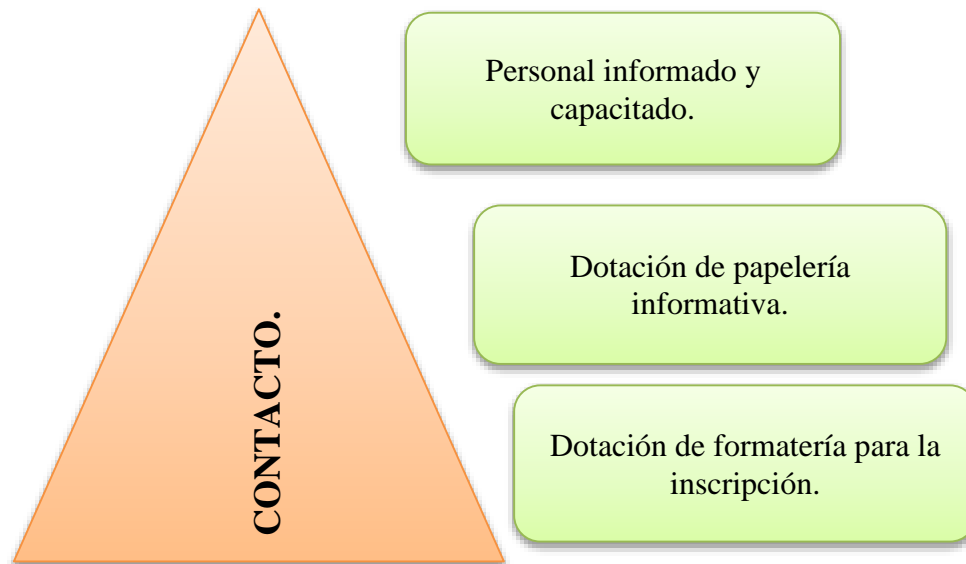 CONTACTO.
Personal informado y
capacitado.
Dotación de papelería
informativa.
Dotación de formatería para la
inscripción.